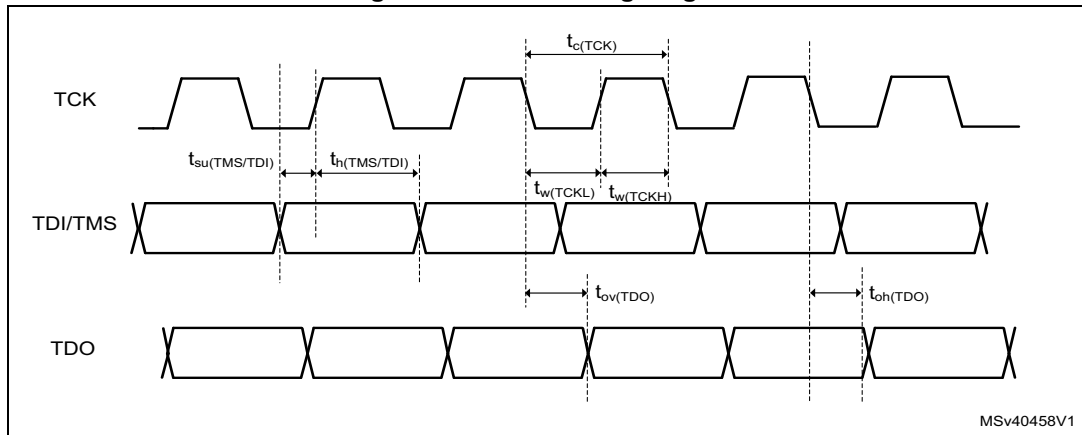 t_c(TCK)
TCK
t_su(TMS/TDI)
t_h(TMS/TDI)
t_w(TCKL)
t_w(TCKH)
TDI/TMS
t_ov(TDO)
t_oh(TDO)
TDO
MSv40458V1